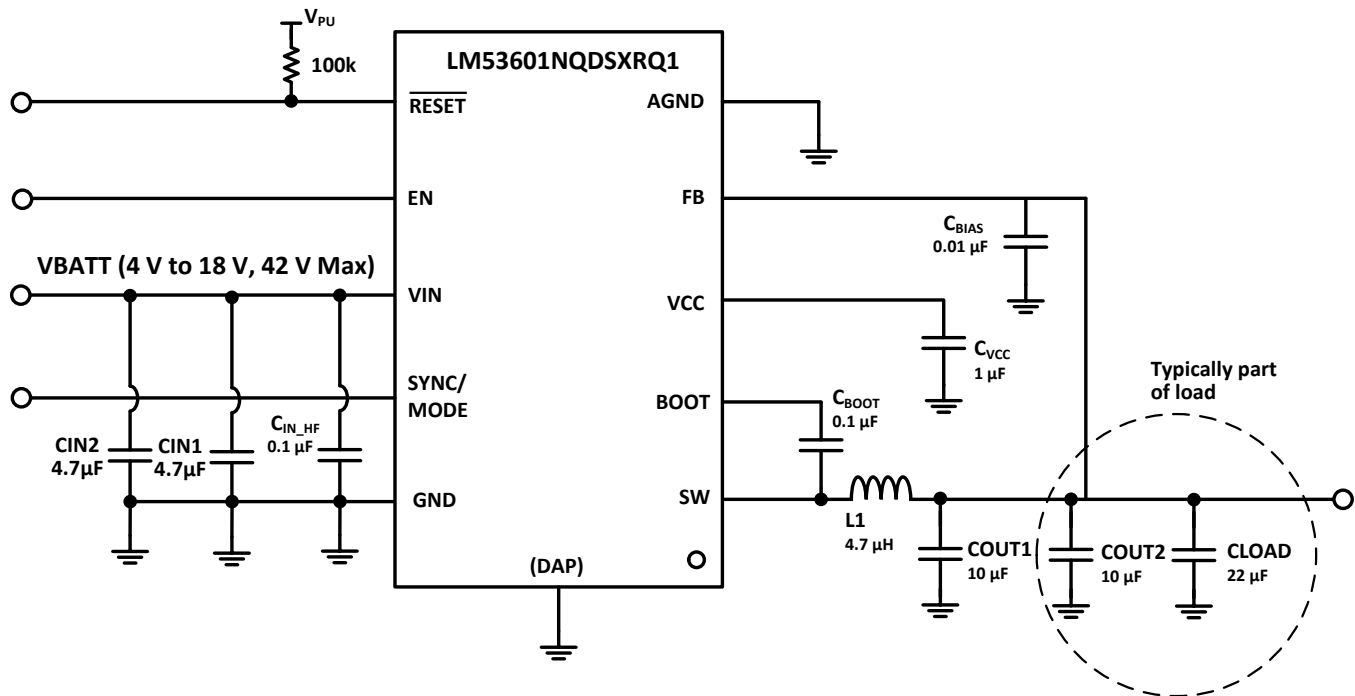 VPU
100k
LM53601NQDSXRQ1
RESET
AGND
EN
FB
CBIAS
0.01 µF
VBATT (4 V to 18 V, 42 V Max)
VIN
VCC
CVCC
1 µF
SYNC/
MODE
BOOT
CBOOT
0.1 µF
Typically part
of load
CIN2
4.7µF
CIN1
4.7µF
CIN_HF
0.1 µF
GND
SW
L1
4.7 µH
COUT1
10 µF
COUT2
10 µF
CLOAD
22 µF
(DAP)